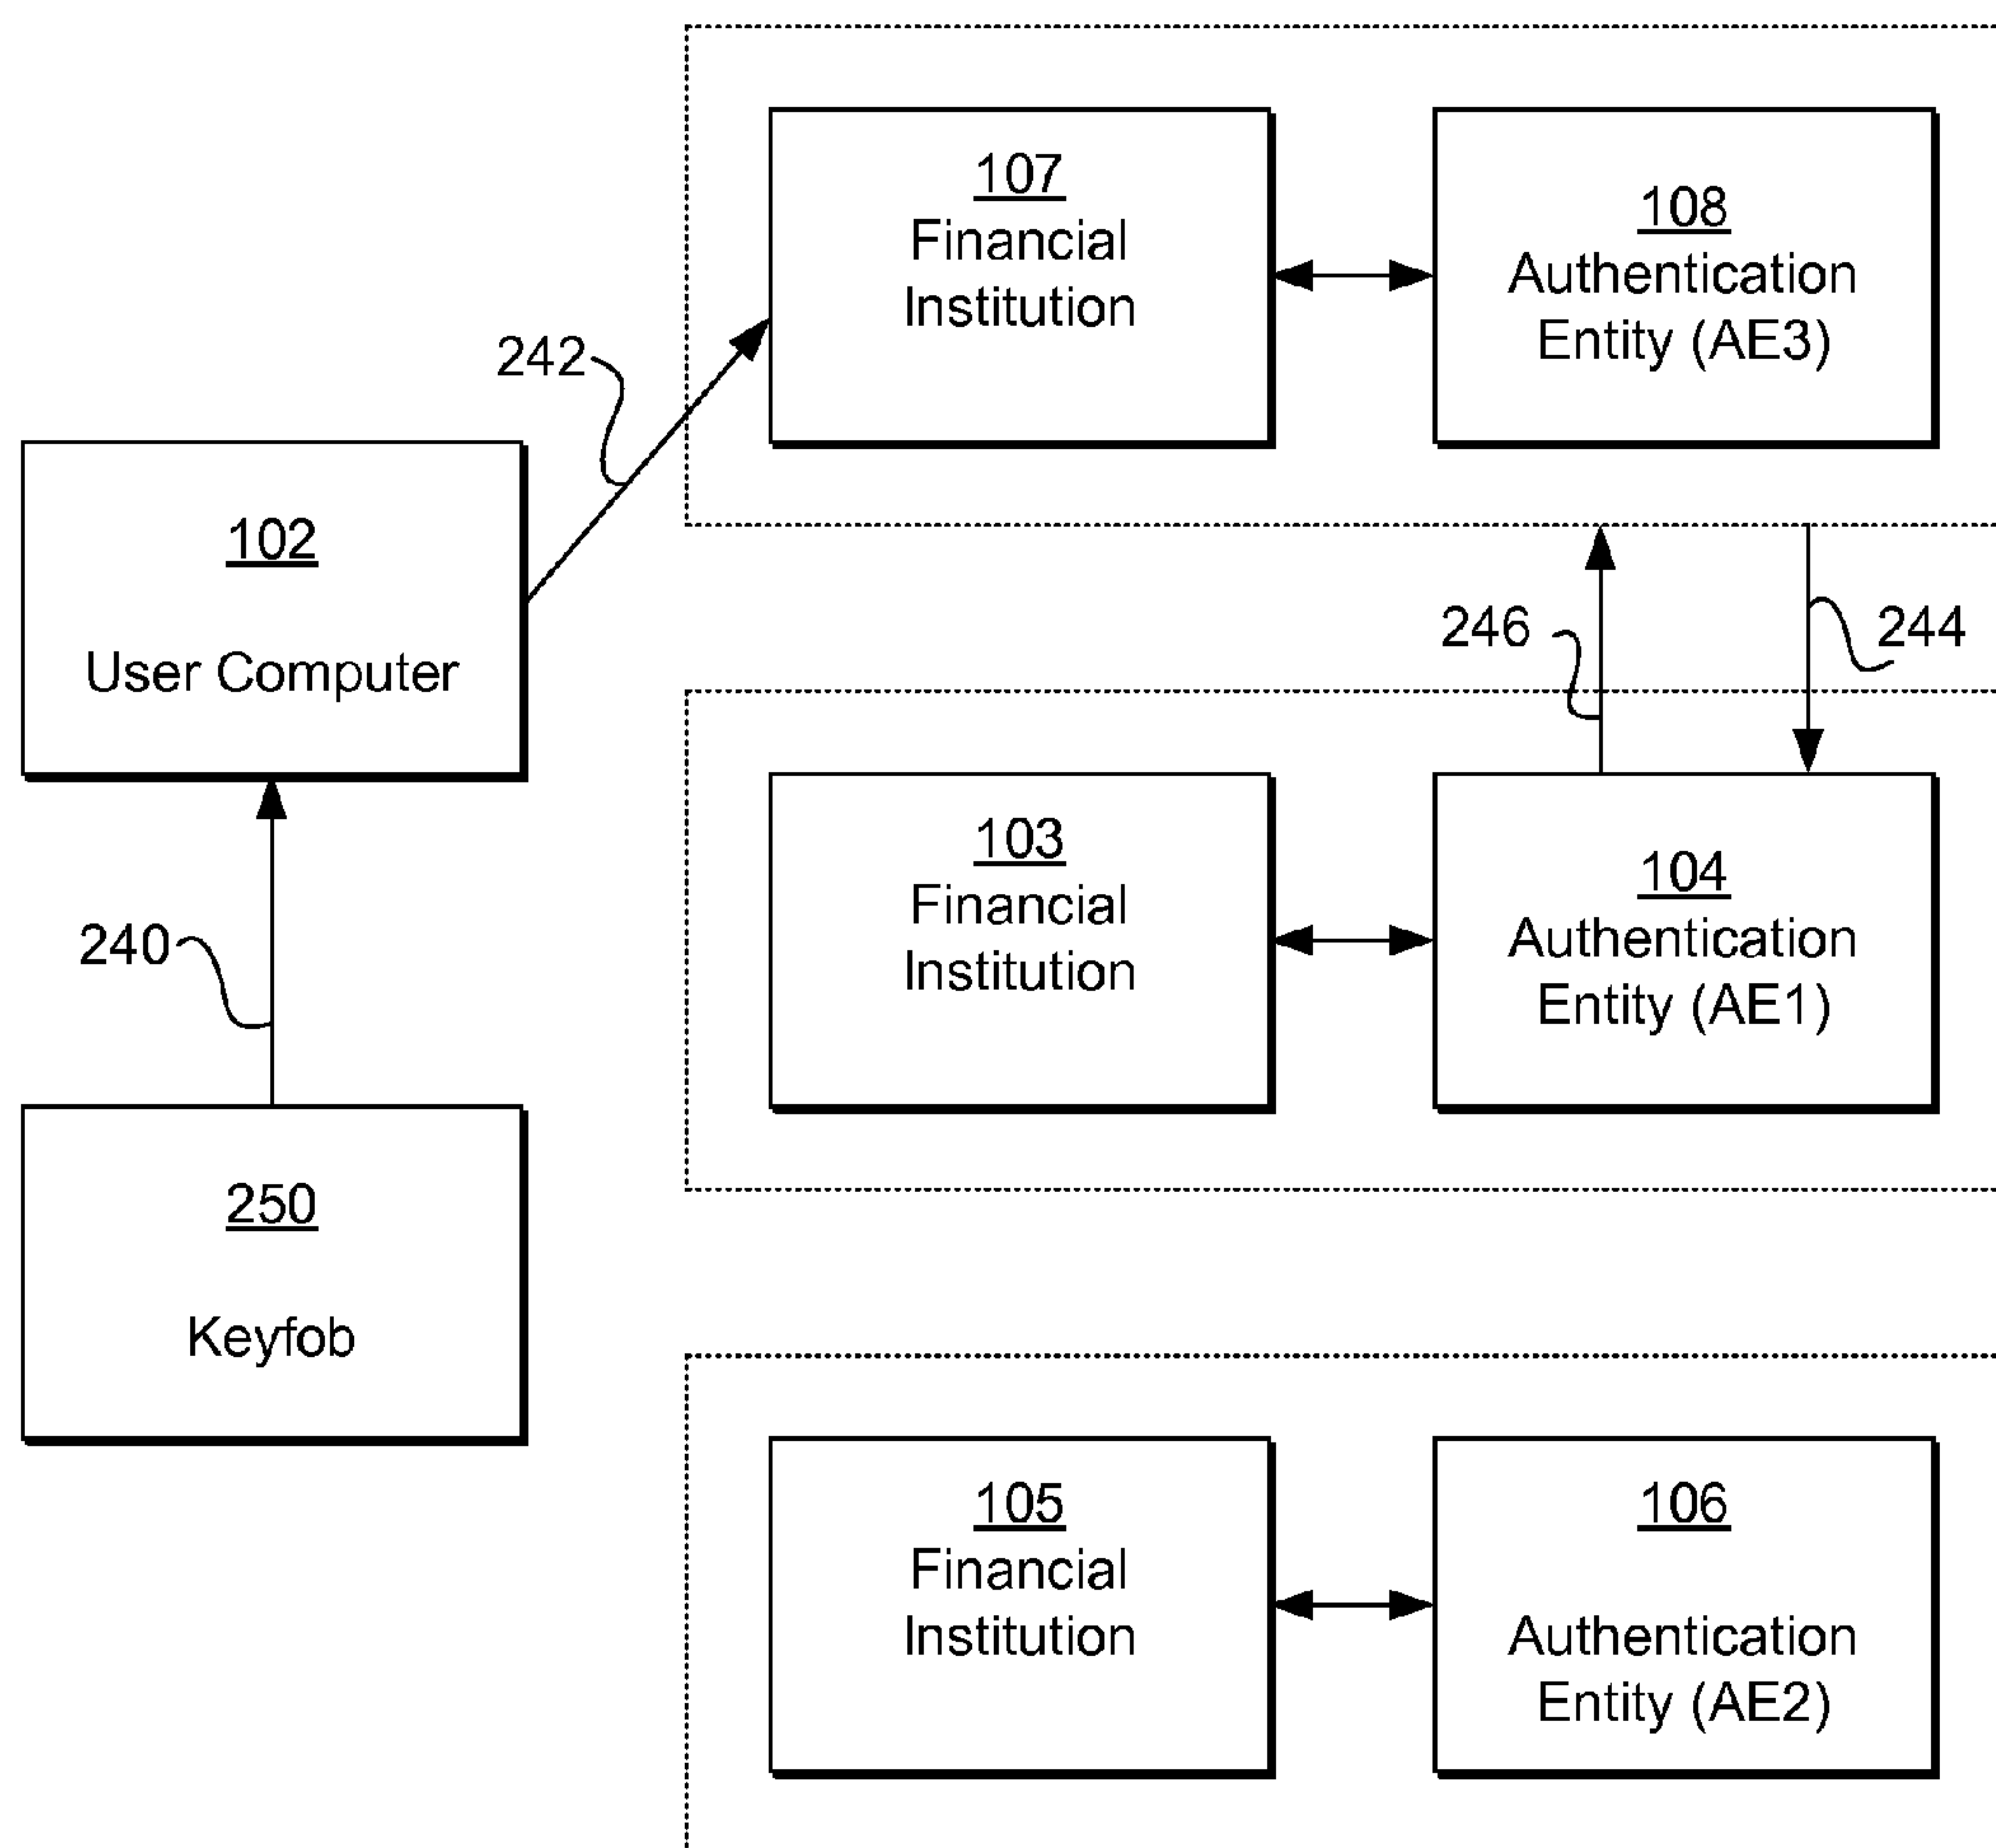 107
Financial
Institution
108
Authentication
Entity (AE3)
242
102
User Computer
246
244
103
Financial
Institution
104
Authentication
Entity (AE1)
240
250
Keyfob
105
Financial
Institution
106
Authentication
Entity (AE2)